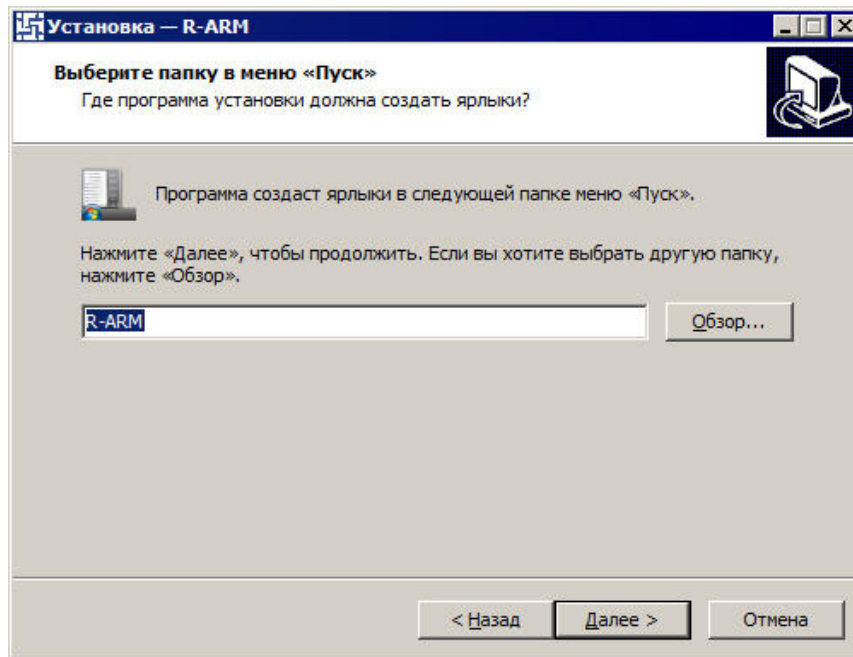 Установка — R-ARM
Выберите папку в меню «Пуск»
Где программа установки должна создать ярлыки?
Программа создаст ярлыки в следующей папке меню «Пуск».
Нажмите «Далее», чтобы продолжить. Если вы хотите выбрать другую папку,
нажмите «Обзор».
R-ARM
Обзор...
< Назад
Далее >
Отмена